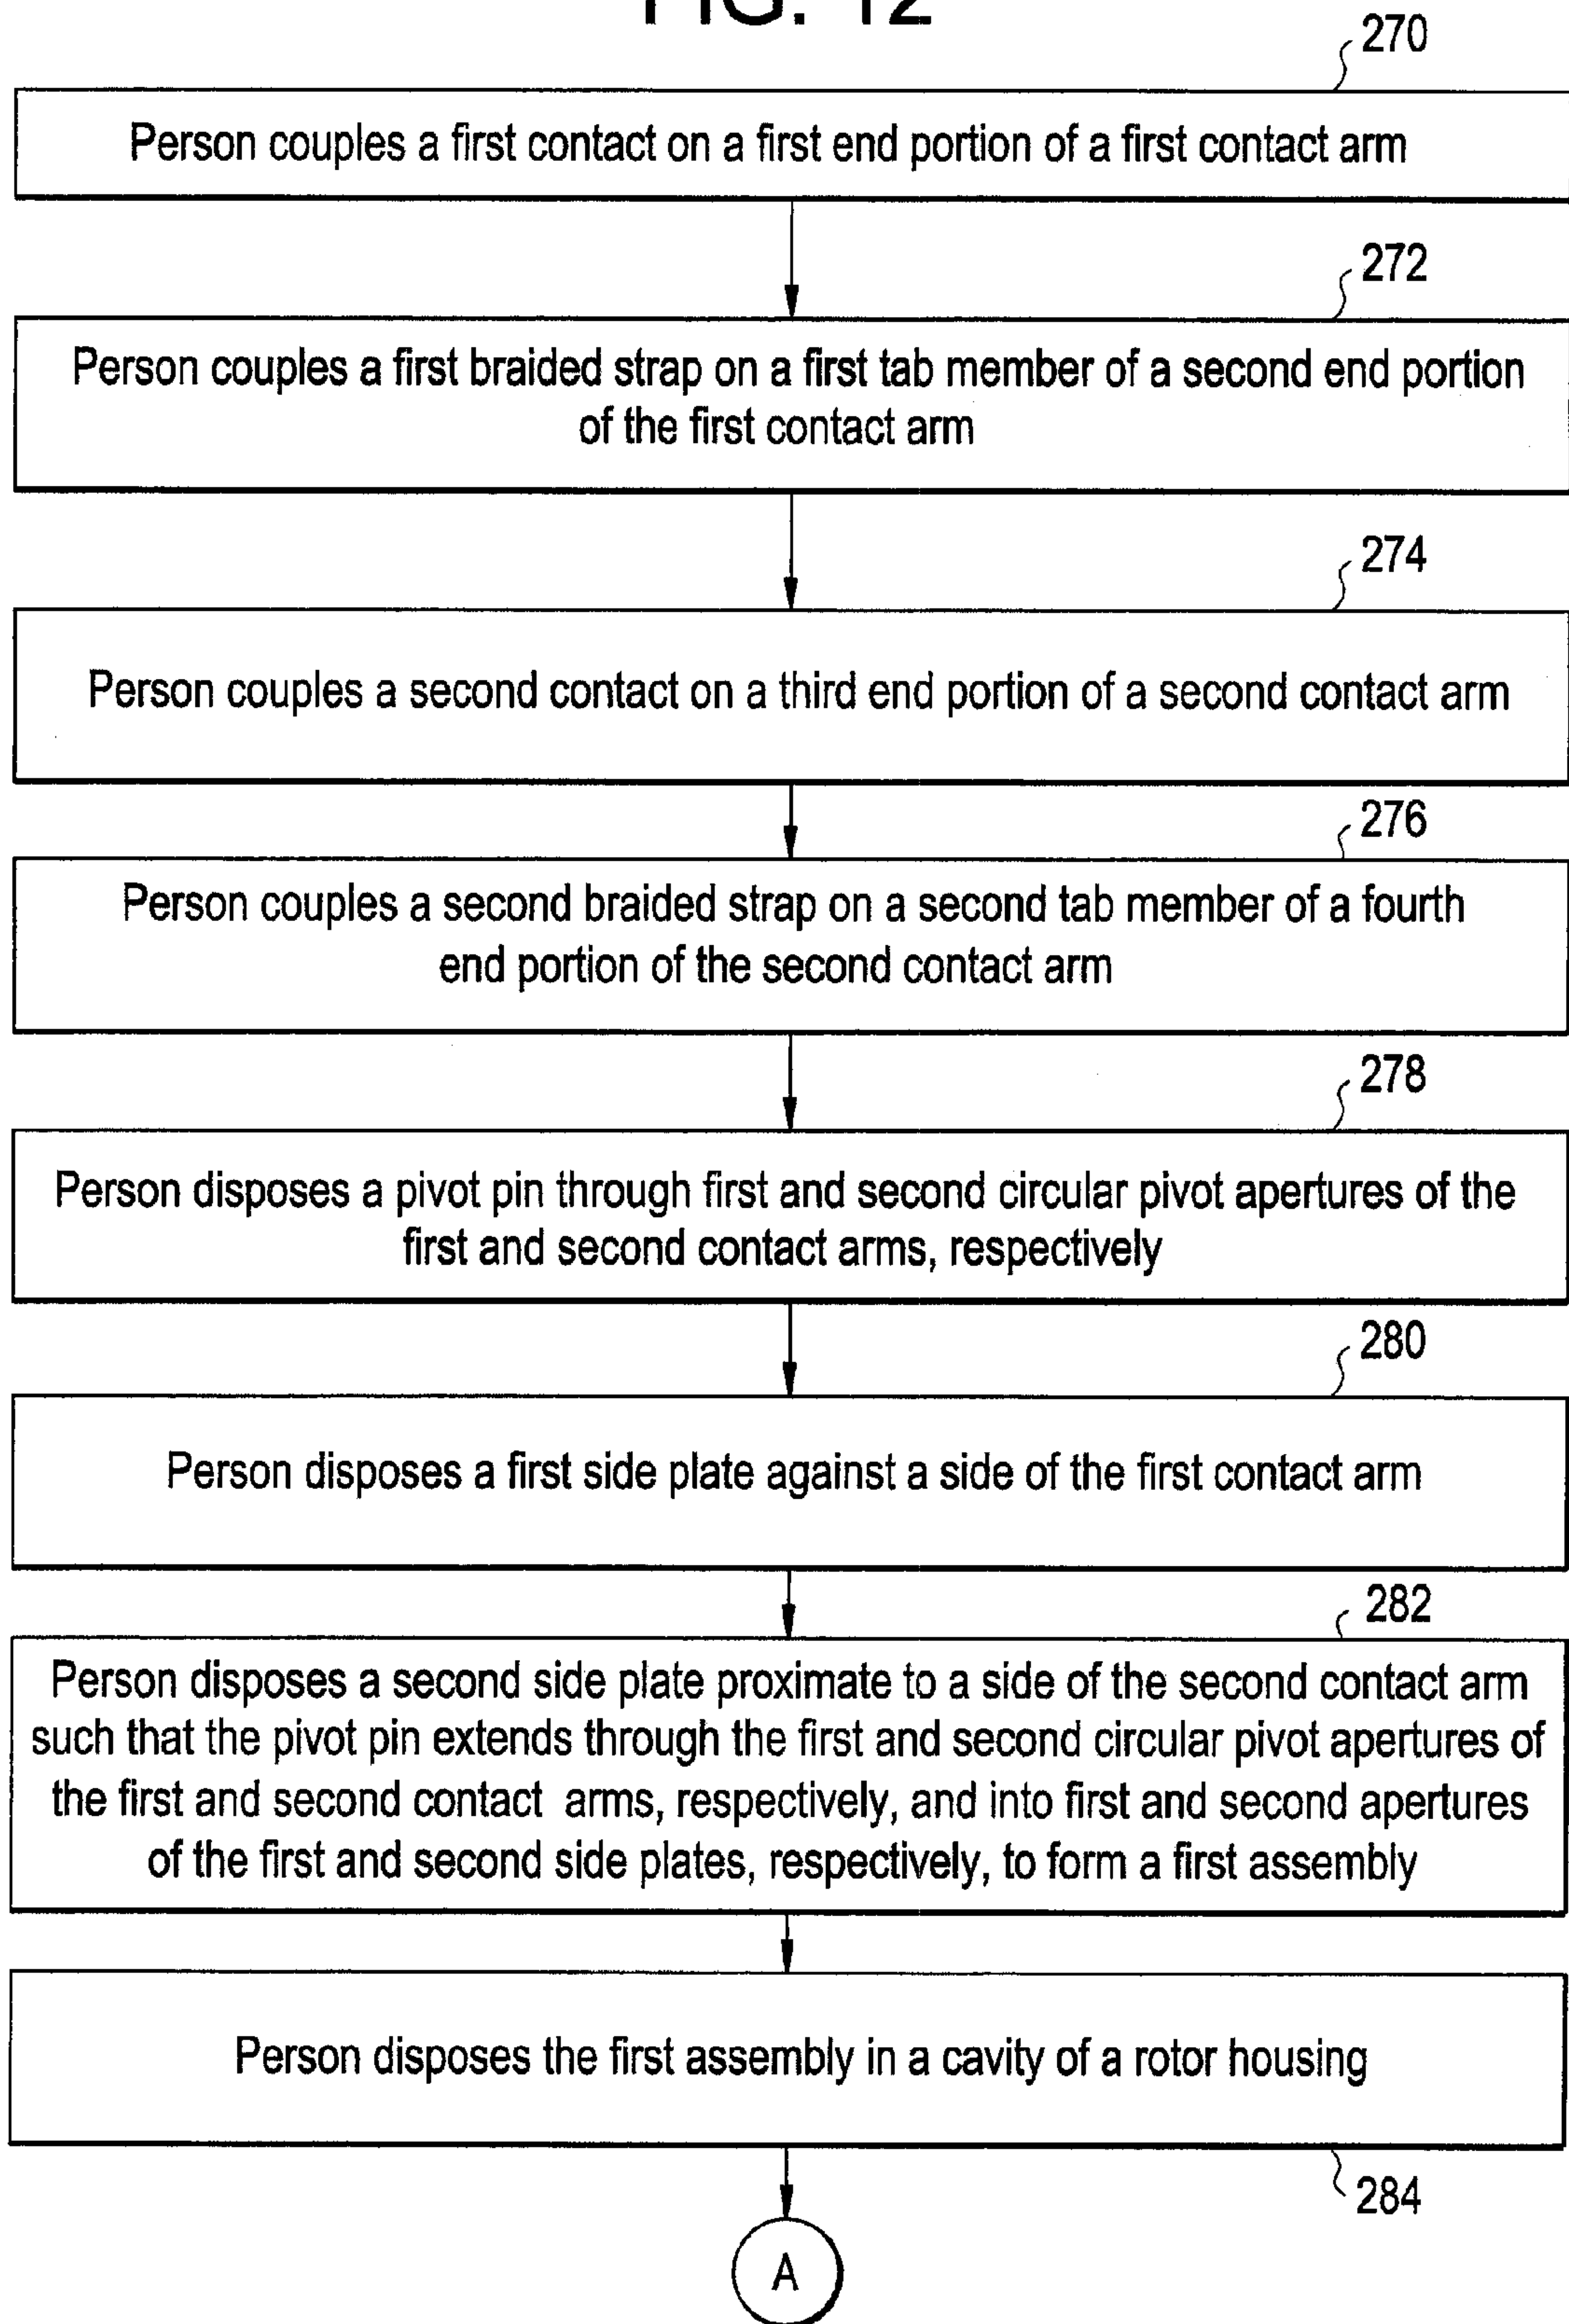 FIG. 12
270
Person couples a first contact on a first end portion of a first contact arm
272
Person couples a first braided strap on a first tab member of a second end portion
of the first contact arm
274
Person couples a second contact on a third end portion of a second contact arm
276
Person couples a second braided strap on a second tab member of a fourth
end portion of the second contact arm
278
Person disposes a pivot pin through first and second circular pivot apertures of the
first and second contact arms, respectively
280
Person disposes a first side plate against a side of the first contact arm
282
Person disposes a second side plate proximate to a side of the second contact arm
such that the pivot pin extends through the first and second circular pivot apertures of
the first and second contact arms, respectively, and into first and second apertures
of the first and second side plates, respectively, to form a first assembly
Person disposes the first assembly in a cavity of a rotor housing
284
A